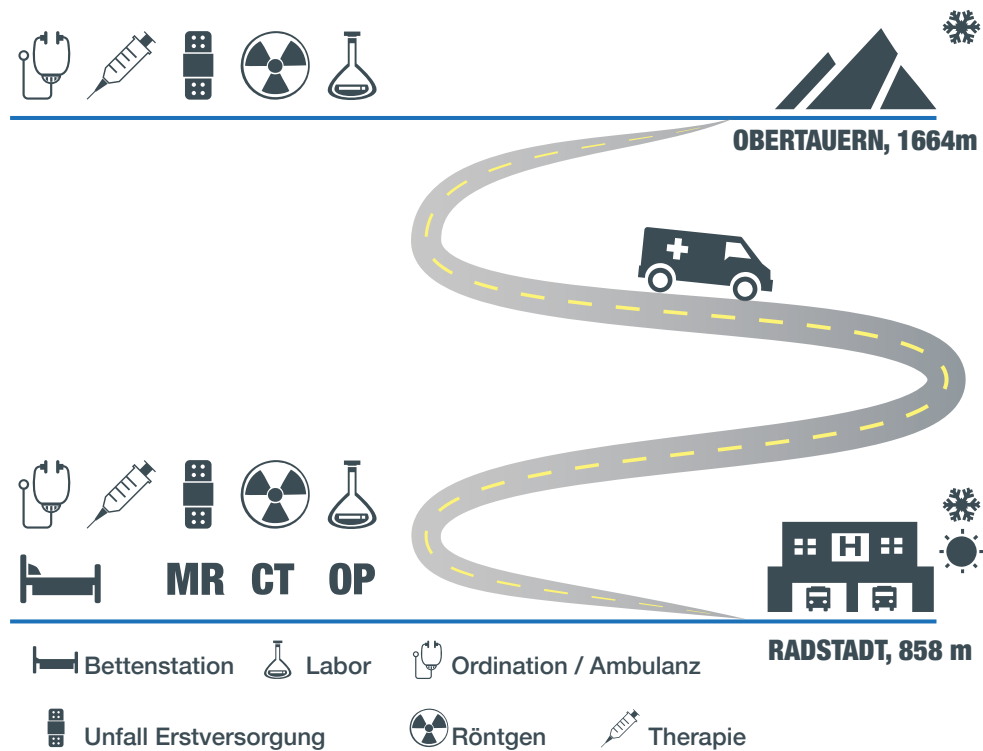 OBERTAUERN, 1664m
H
MR CT OP
RADSTADT, 858 m
Bettenstation Labor Ordination / Ambulanz
Unfall Erstversorgung Röntgen Therapie